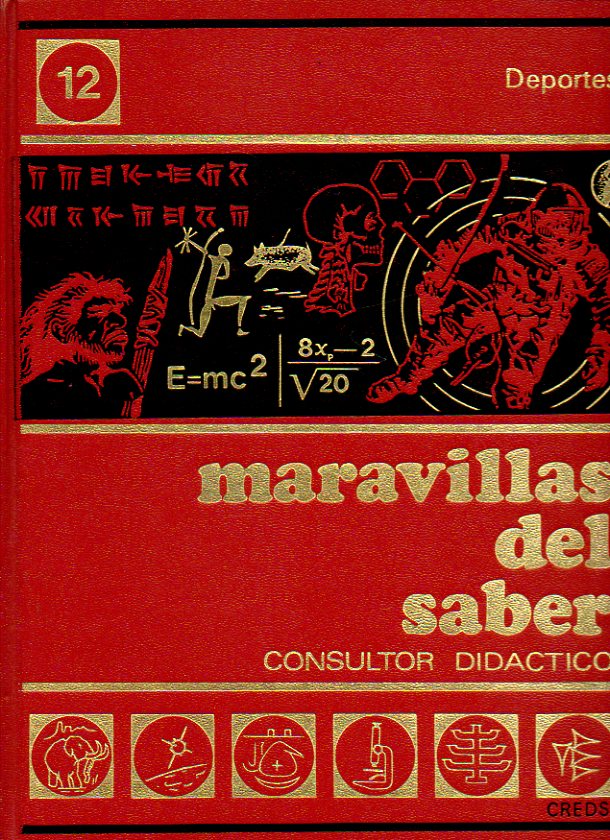 12
Deportes
E=mc²
8xₚ—2
√20
maravillas
del
saber
CONSULTOR DIDACTICO
CREDS